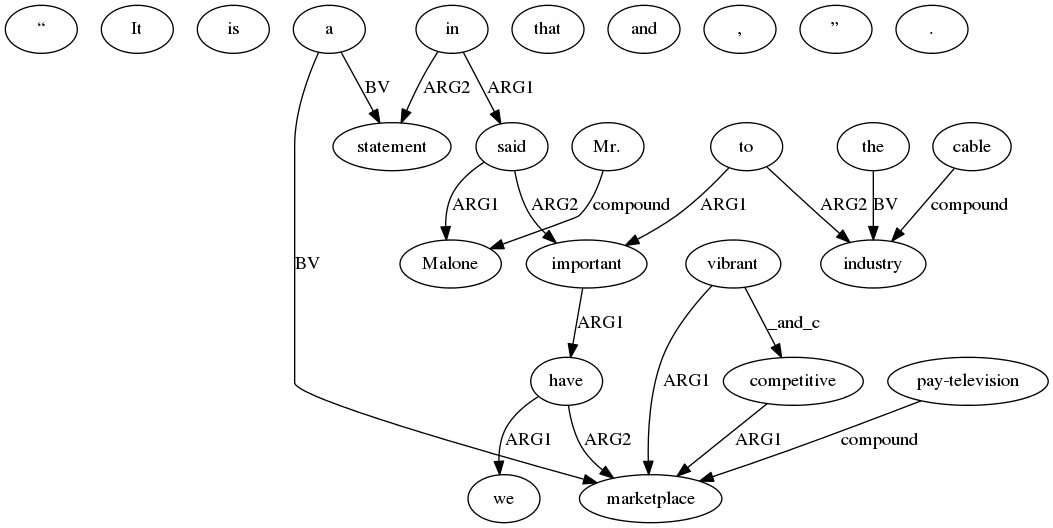 “ It is a in that and , ” .
BV ARG2 ARG1
statement said Mr. to the cable
ARG1 ARG2 compound ARG1 ARG2 BV compound
BV Malone important vibrant industry
ARG1 _and_c
have ARG1 competitive pay-television
ARG1 ARG2 ARG1 compound
we marketplace